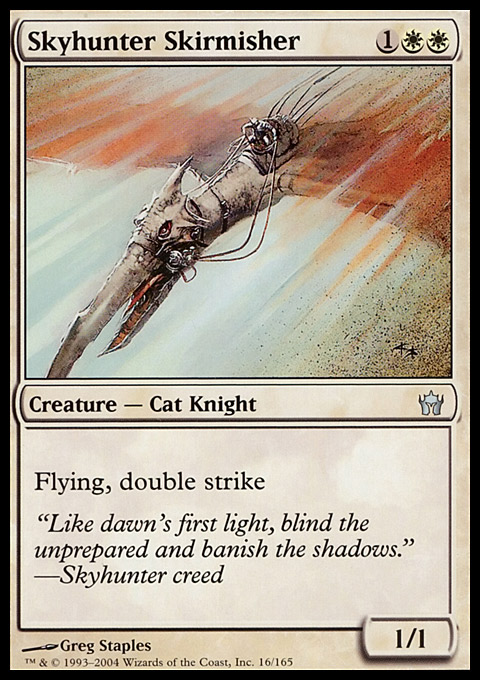 Skyhunter Skirmisher 1
Creature — Cat Knight
Flying, double strike
“Like dawn’s first light, blind the
unprepared and banish the shadows.”
—Skyhunter creed
Greg Staples
1/1
™ & © 1993–2004 Wizards of the Coast, Inc. 16/165